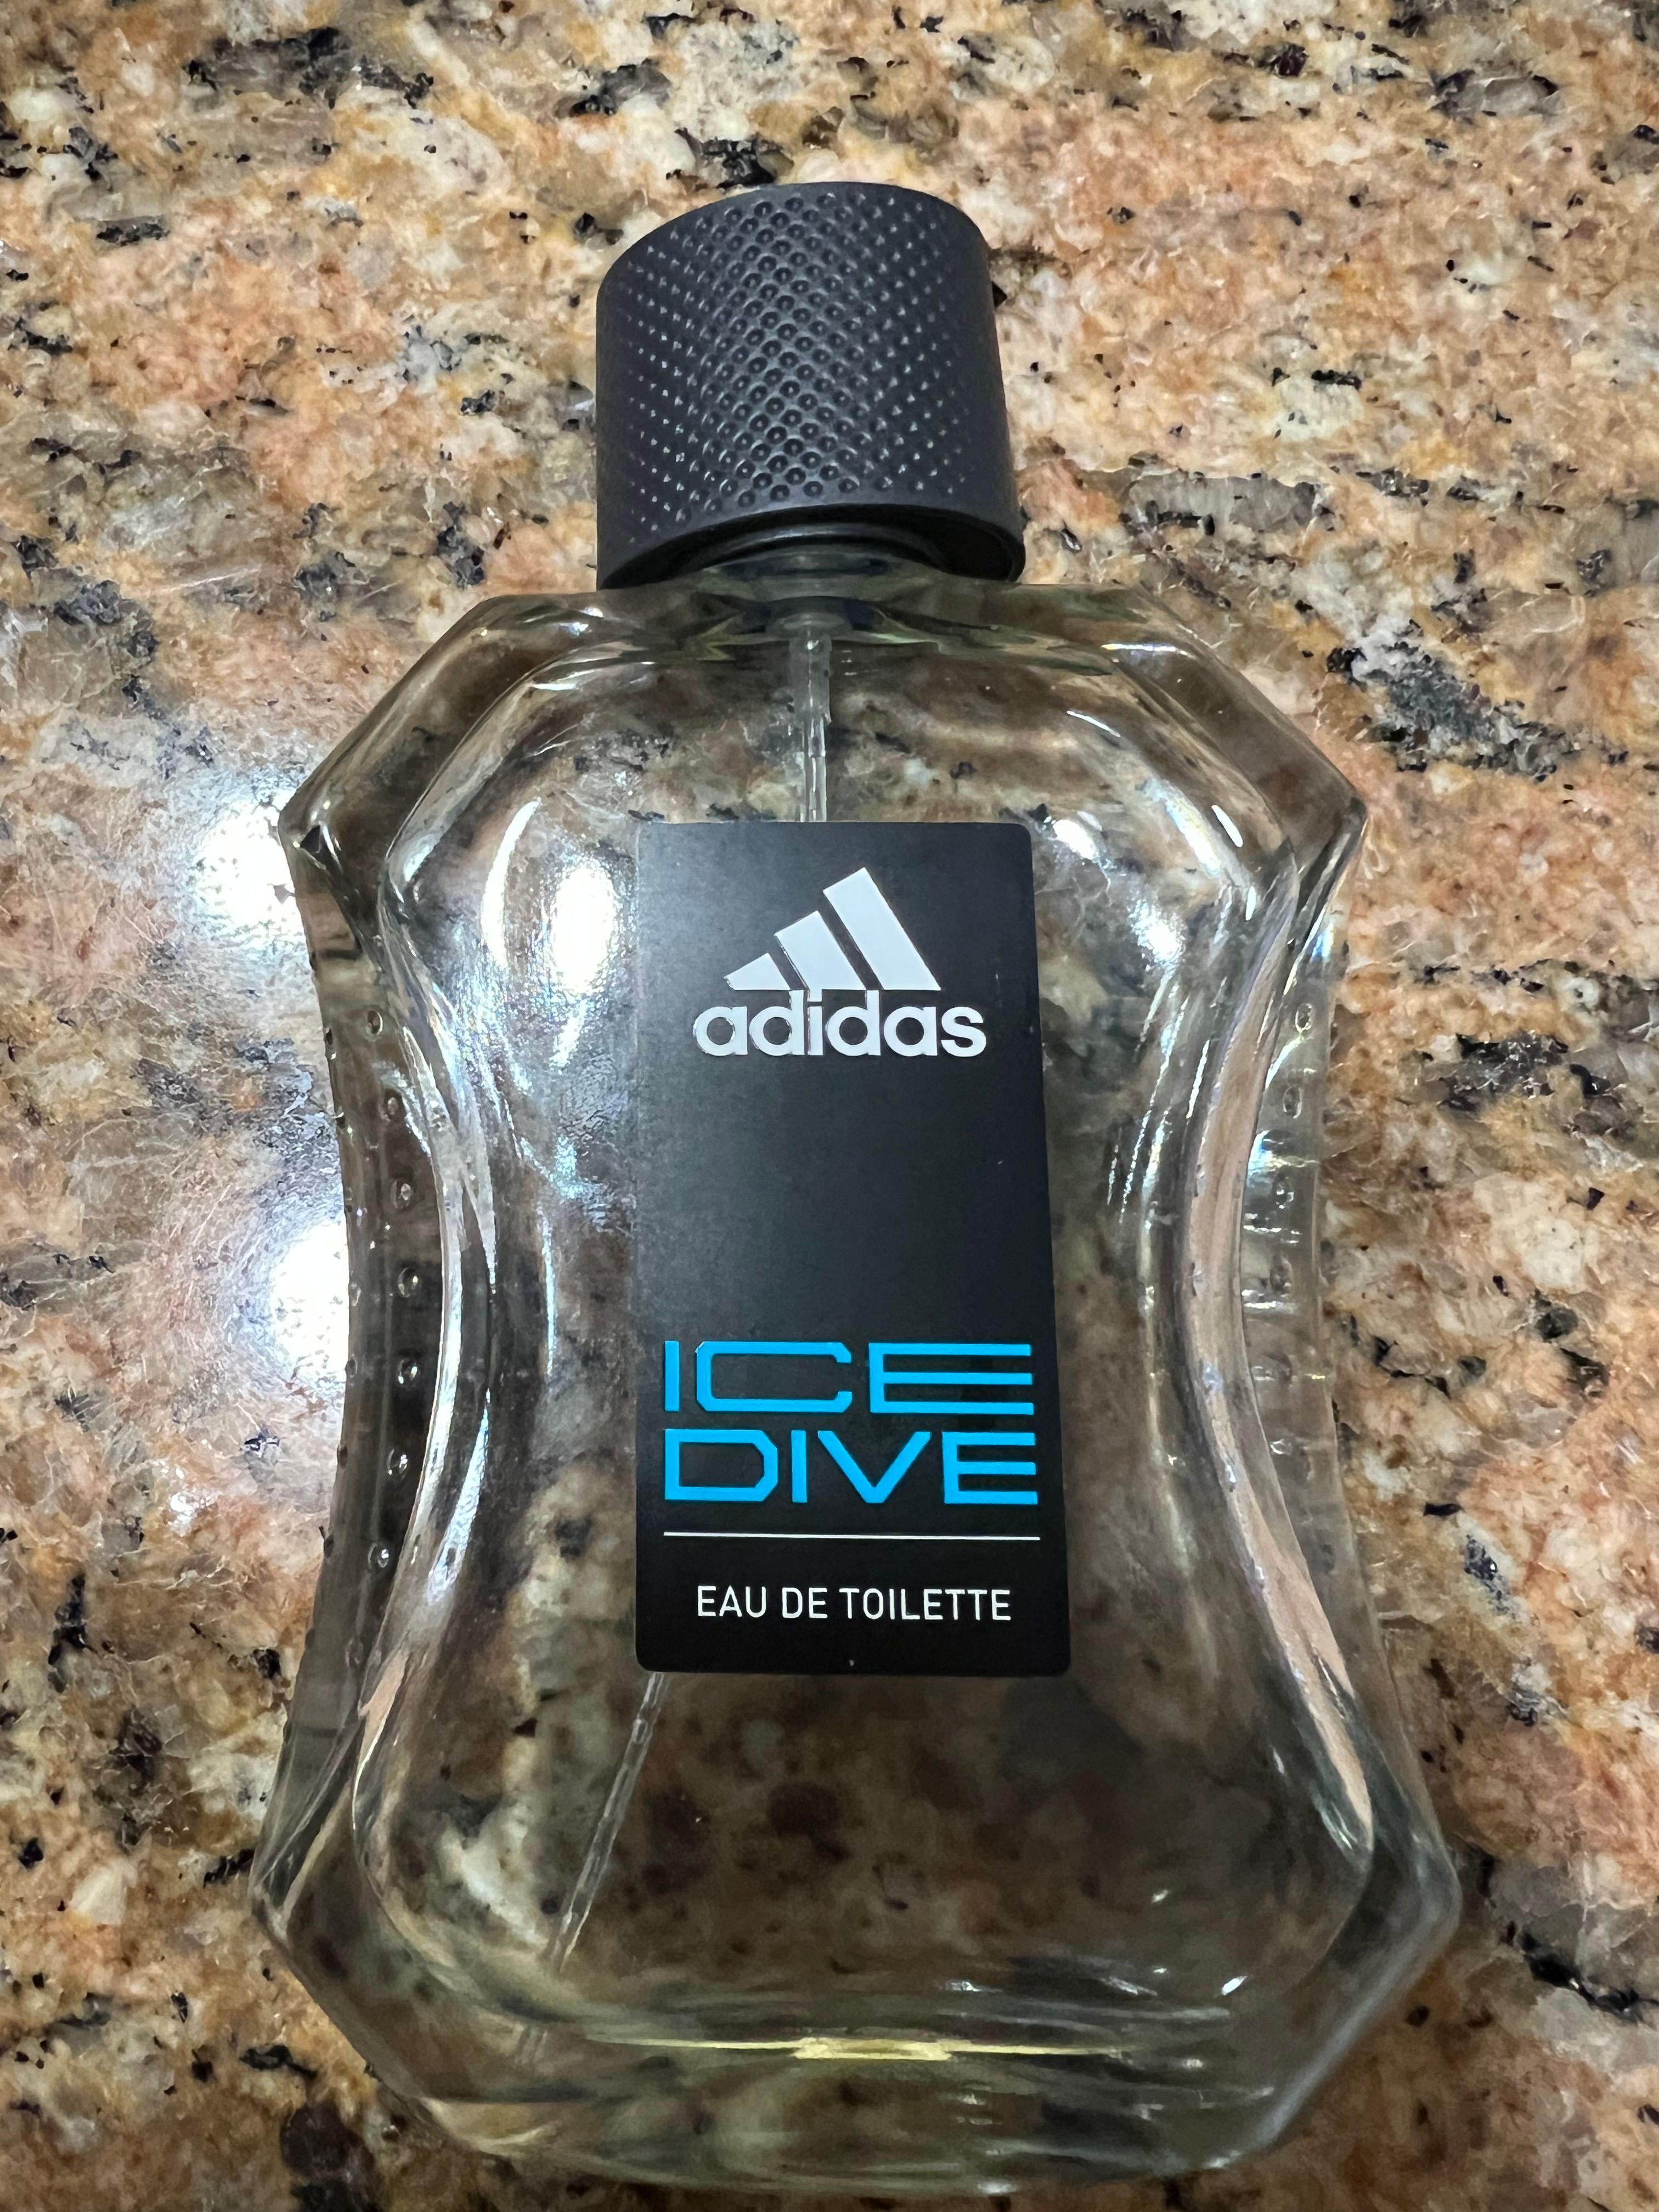 adidas
ICE
DIVE
EAU DE TOILETTE